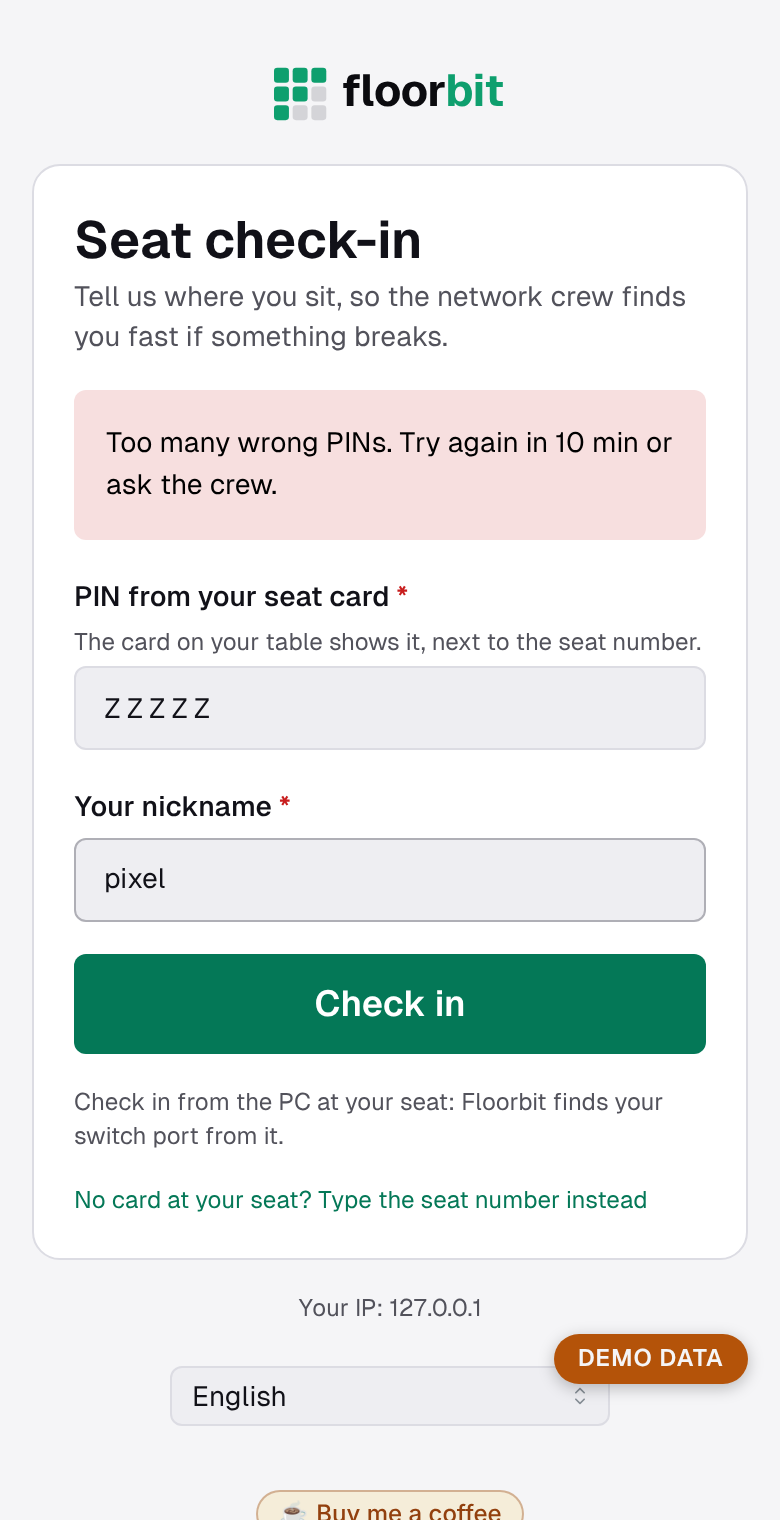 floorbit
Seat check-in
Tell us where you sit, so the network crew finds
you fast if something breaks.
Too many wrong PINs. Try again in 10 min or
ask the crew.
PIN from your seat card *
The card on your table shows it, next to the seat number.
ZZZZZ
Your nickname *
pixel
Check in
Check in from the PC at your seat: Floorbit finds your
switch port from it.
No card at your seat? Type the seat number instead
Your IP: 127.0.0.1
DEMO DATA
English
☕ Buy me a coffee